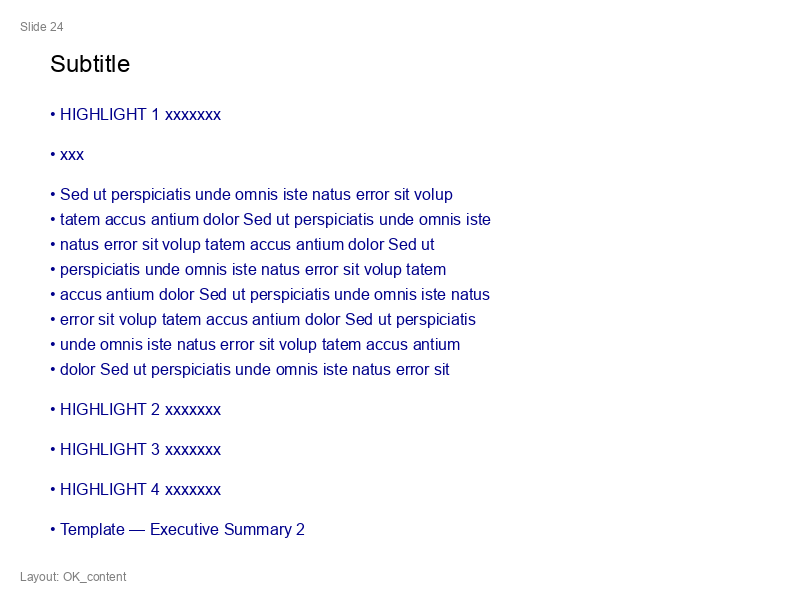 Slide 24
Subtitle
• HIGHLIGHT 1 xxxxxxx
• xxx
• Sed ut perspiciatis unde omnis iste natus error sit volup
• tatem accus antium dolor Sed ut perspiciatis unde omnis iste
• natus error sit volup tatem accus antium dolor Sed ut
• perspiciatis unde omnis iste natus error sit volup tatem
• accus antium dolor Sed ut perspiciatis unde omnis iste natus
• error sit volup tatem accus antium dolor Sed ut perspiciatis
• unde omnis iste natus error sit volup tatem accus antium
• dolor Sed ut perspiciatis unde omnis iste natus error sit
• HIGHLIGHT 2 xxxxxxx
• HIGHLIGHT 3 xxxxxxx
• HIGHLIGHT 4 xxxxxxx
• Template — Executive Summary 2
Layout: OK_content